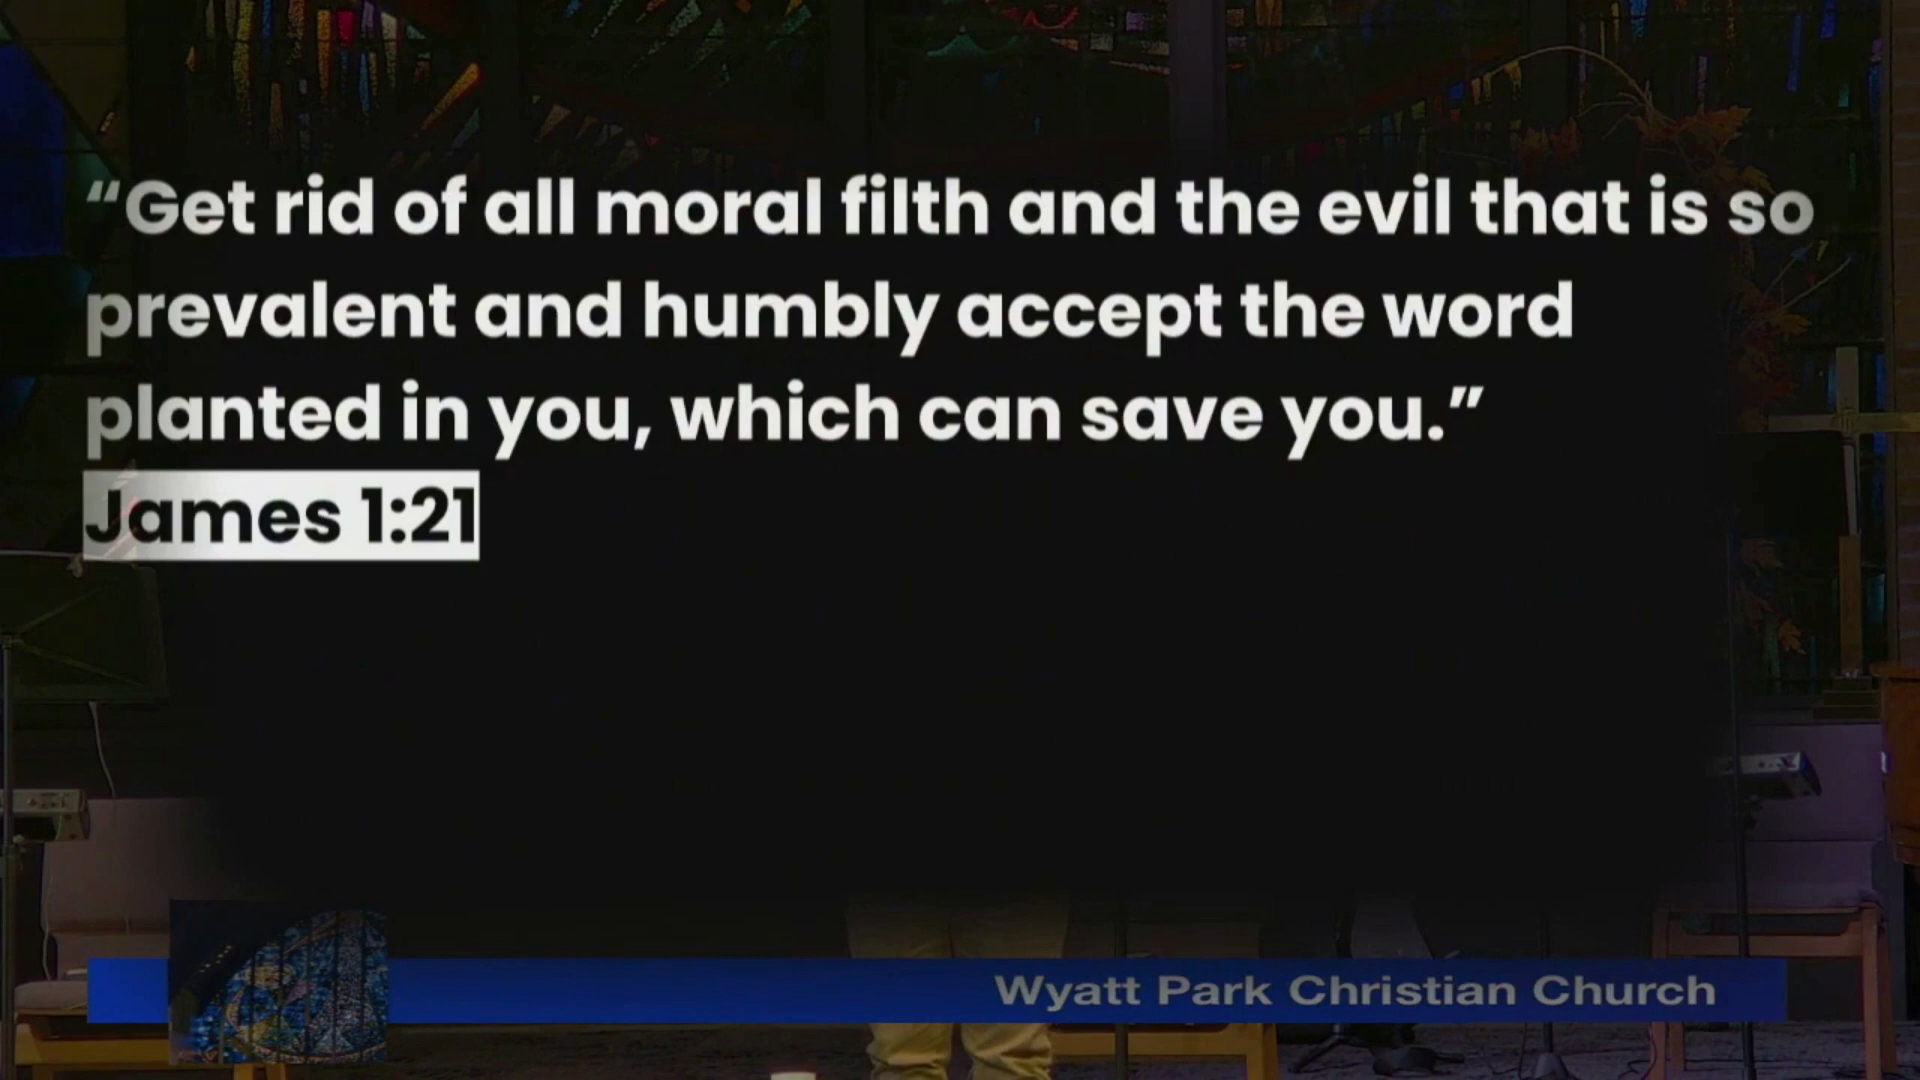 “Get rid of all moral filth and the evil that is so
prevalent and humbly accept the word
planted in you, which can save you.”
James 1:21
Wyatt Park Christian Church